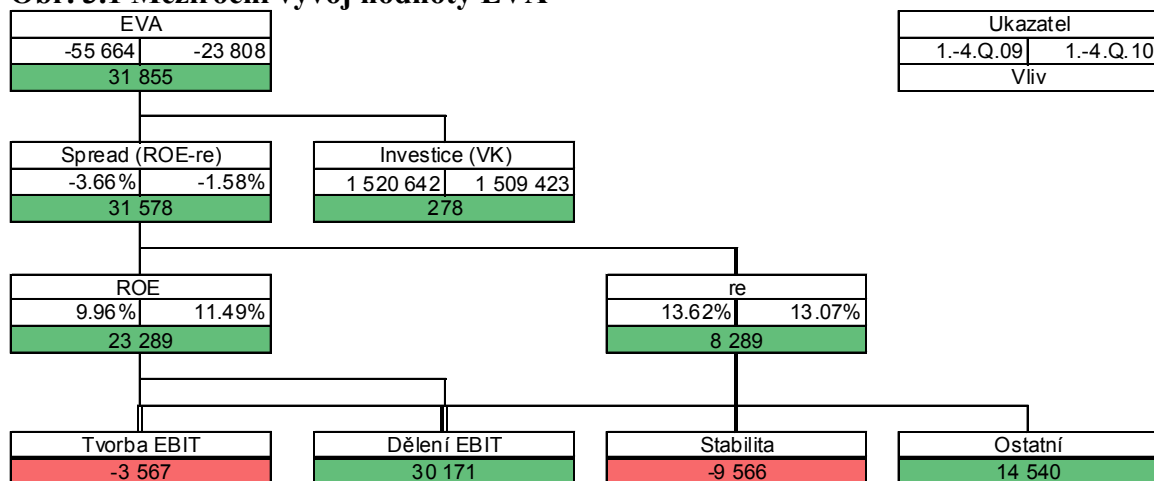 Obr. 3.1 Meziroční vývoj hodnoty EVA
EVA
-55 664 -23 808
31 855
Ukazatel
1.-4.Q.09 1.-4.Q.10
Vliv
Spread (ROE-re)
-3.66% -1.58%
31 578
Investice (VK)
1 520 642 1 509 423
278
ROE
9.96% 11.49%
23 289
re
13.62% 13.07%
8 289
Tvorba EBIT
-3 567
Dělení EBIT
30 171
Stabilita
-9 566
Ostatní
14 540